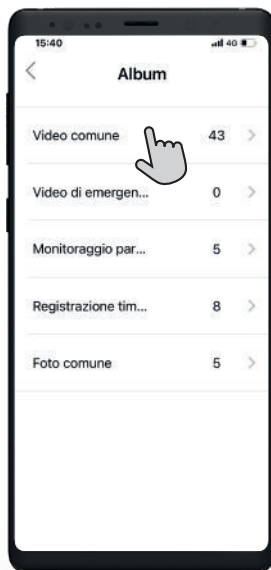 15:40 4G
Album
Video comune 43
Video di emergen... 0
Monitoraggio par... 5
Registrazione tim... 8
Foto comune 5